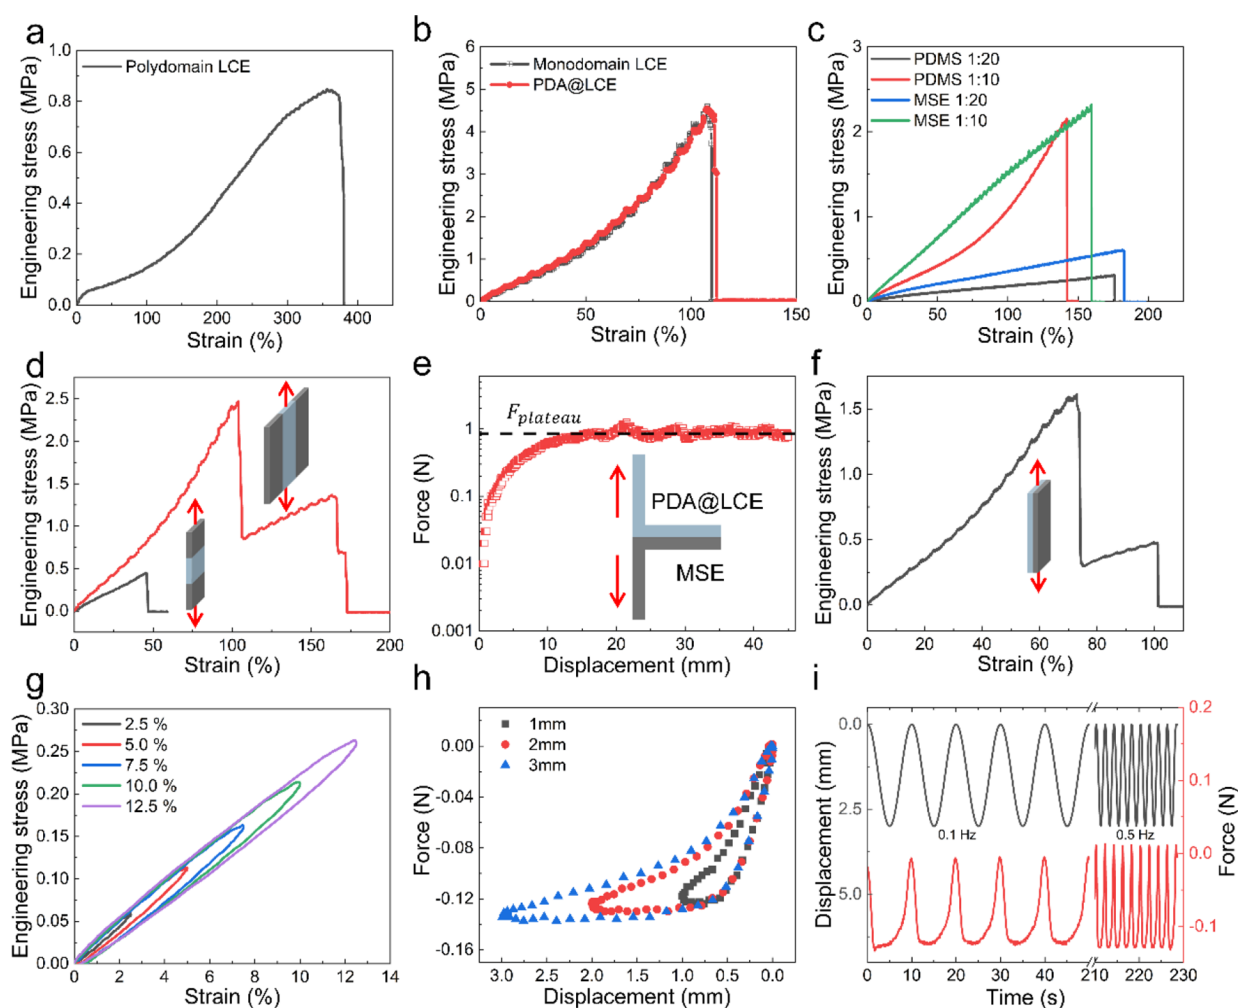 a
Engineering stress (MPa)
1.0
0.8
0.6
0.4
0.2
0.0
Polydomain LCE
0 100 200 300 400
Strain (%)
b
Engineering stress (MPa)
6
5
4
3
2
1
0
Monodomain LCE
PDA@LCE
0 25 50 75 100 125 150
Strain (%)
c
Engineering stress (MPa)
3
2
1
0
PDMS 1:20
PDMS 1:10
MSE 1:20
MSE 1:10
0 50 100 150 200
Strain (%)
d
Engineering stress (MPa)
2.5
2.0
1.5
1.0
0.5
0.0
0 50 100 150 200
Strain (%)
e
Force (N)
1
0.1
0.01
0.001
F_plateau
PDA@LCE
MSE
0 10 20 30 40
Displacement (mm)
f
Engineering stress (MPa)
1.5
1.0
0.5
0.0
0 20 40 60 80 100
Strain (%)
g
Engineering stress (MPa)
0.30
0.25
0.20
0.15
0.10
0.05
0.00
2.5 %
5.0 %
7.5 %
10.0 %
12.5 %
0 2 4 6 8 10 12 14
Strain (%)
h
Force (N)
0.00
-0.04
-0.08
-0.12
-0.16
1mm
2mm
3mm
3.0 2.5 2.0 1.5 1.0 0.5 0.0
Displacement (mm)
i
Displacement (mm)
0.0
2.5
5.0
0.1 Hz
0.5 Hz
0.2
0.1
0.0
-0.1
Force (N)
0 10 20 30 40 210 220 230
Time (s)